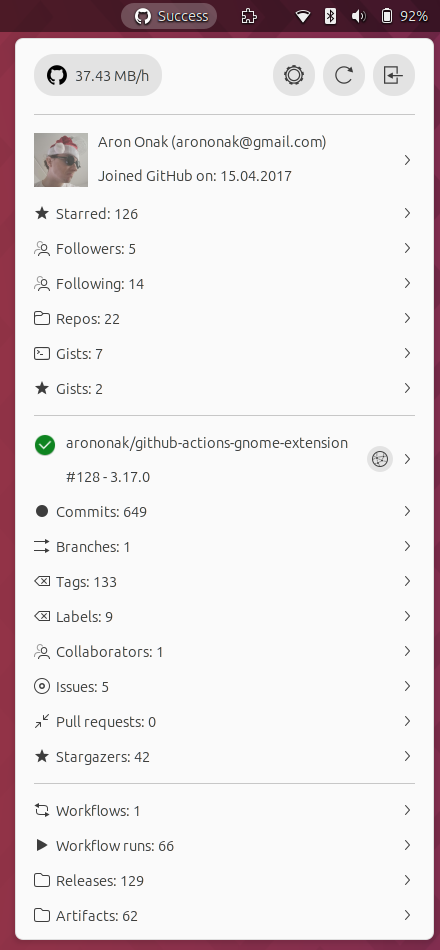 Success
92%
37.43 MB/h
Aron Onak (arononak@gmail.com)
Joined GitHub on: 15.04.2017
Starred: 126
Followers: 5
Following: 14
Repos: 22
Gists: 7
Gists: 2
arononak/github-actions-gnome-extension
#128 - 3.17.0
Commits: 649
Branches: 1
Tags: 133
Labels: 9
Collaborators: 1
Issues: 5
Pull requests: 0
Stargazers: 42
Workflows: 1
Workflow runs: 66
Releases: 129
Artifacts: 62